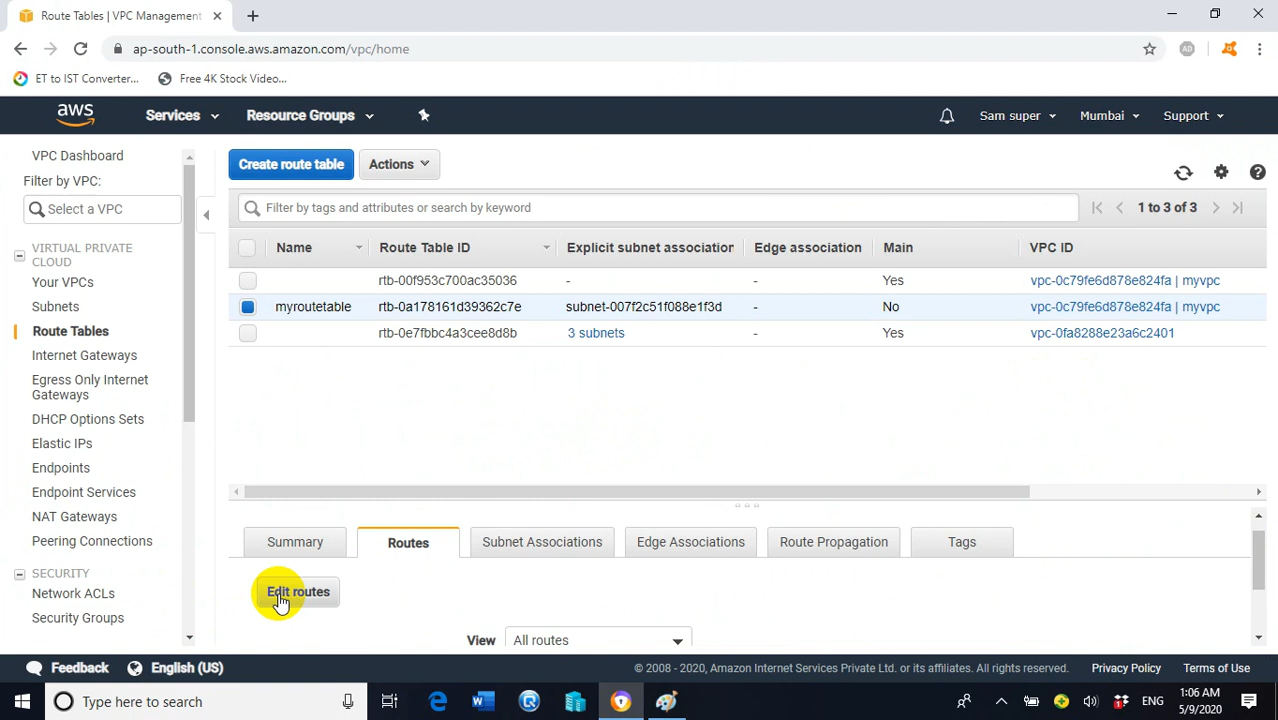 Route Tables | VPC Management
ap-south-1.console.aws.amazon.com/vpc/home
AD
ET to IST Converter...
Free 4K Stock Video...
aws
Services
Resource Groups
Sam super
Mumbai
Support
VPC Dashboard
Filter by VPC:
Select a VPC
VIRTUAL PRIVATE
CLOUD
Your VPCs
Subnets
Route Tables
Internet Gateways
Egress Only Internet
Gateways
DHCP Options Sets
Elastic IPs
Endpoints
Endpoint Services
NAT Gateways
Peering Connections
SECURITY
Network ACLs
Security Groups
Create route table
Actions
Filter by tags and attributes or search by keyword
1 to 3 of 3
Name Route Table ID Explicit subnet association Edge association Main VPC ID
rtb-00f953c700ac35036 - - Yes vpc-0c79fe6d878e824fa | myvpc
myroutetable rtb-0a178161d39362c7e subnet-007f2c51f088e1f3d - No vpc-0c79fe6d878e824fa | myvpc
rtb-0e7fbbc4a3cee8d8b 3 subnets - Yes vpc-0fa8288e23a6c2401
Summary Routes Subnet Associations Edge Associations Route Propagation Tags
Edit routes
View All routes
Feedback English (US) © 2008 - 2020, Amazon Internet Services Private Ltd. or its affiliates. All rights reserved. Privacy Policy Terms of Use
Type here to search
ENG
1:06 AM
5/9/2020